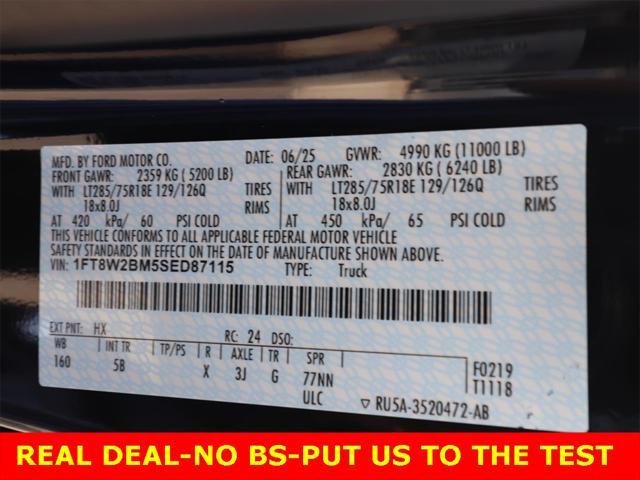 MFD. BY FORD MOTOR CO.
DATE: 06/25 GVWR: 4990 KG (11000 LB)
FRONT GAWR: 2359 KG (5200 LB)
REAR GAWR: 2830 KG (6240 LB)
WITH LT285/75R18E 129/126Q TIRES
WITH LT285/75R18E 129/126Q TIRES
18x8.0J RIMS
18x8.0J RIMS
AT 420 kPa/ 60 PSI COLD
AT 450 kPa/ 65 PSI COLD
THIS VEHICLE CONFORMS TO ALL APPLICABLE FEDERAL MOTOR VEHICLE
SAFETY STANDARDS IN EFFECT ON THE DATE OF MANUFACTURE SHOWN ABOVE.
VIN: 1FT8W2BM5SED87115 TYPE: Truck
EXT PNT: HX RC: 24 DSO:
WB INT TR TP/PS R AXLE TR SPR
160 5B X 3J G 77NN
ULC
F0219
T1118
▽ RU5A-3520472-AB
REAL DEAL-NO BS-PUT US TO THE TEST